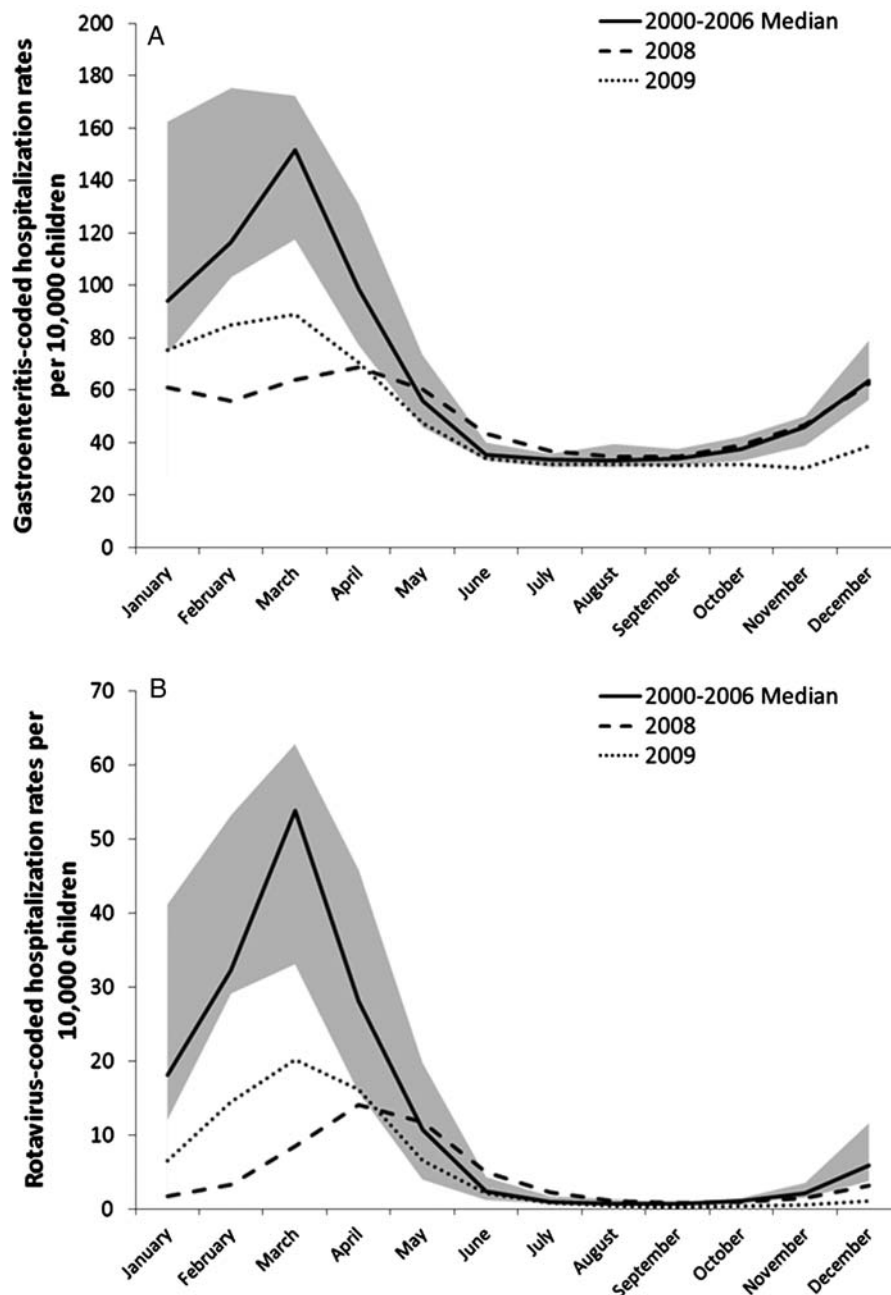 A
2000-2006 Median
2008
2009
Gastroenteritis-coded hospitalization rates
per 10,000 children
200
180
160
140
120
100
80
60
40
20
0
January
February
March
April
May
June
July
August
September
October
November
December
B
2000-2006 Median
2008
2009
Rotavirus-coded hospitalization rates per
10,000 children
70
60
50
40
30
20
10
0
January
February
March
April
May
June
July
August
September
October
November
December